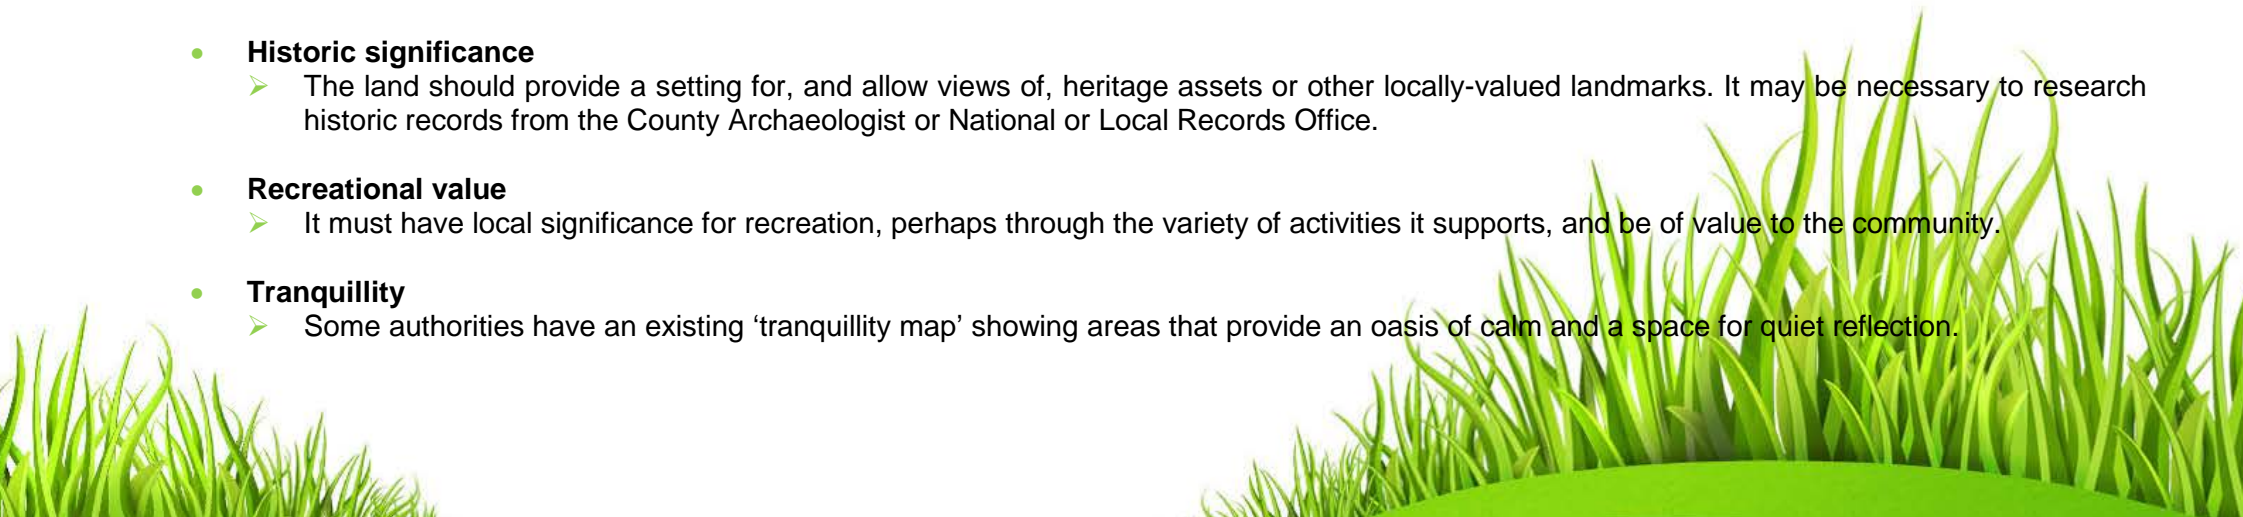 • Historic significance
➢ The land should provide a setting for, and allow views of, heritage assets or other locally-valued landmarks. It may be necessary to research
historic records from the County Archaeologist or National or Local Records Office.
• Recreational value
➢ It must have local significance for recreation, perhaps through the variety of activities it supports, and be of value to the community.
• Tranquillity
➢ Some authorities have an existing ‘tranquillity map’ showing areas that provide an oasis of calm and a space for quiet reflection.